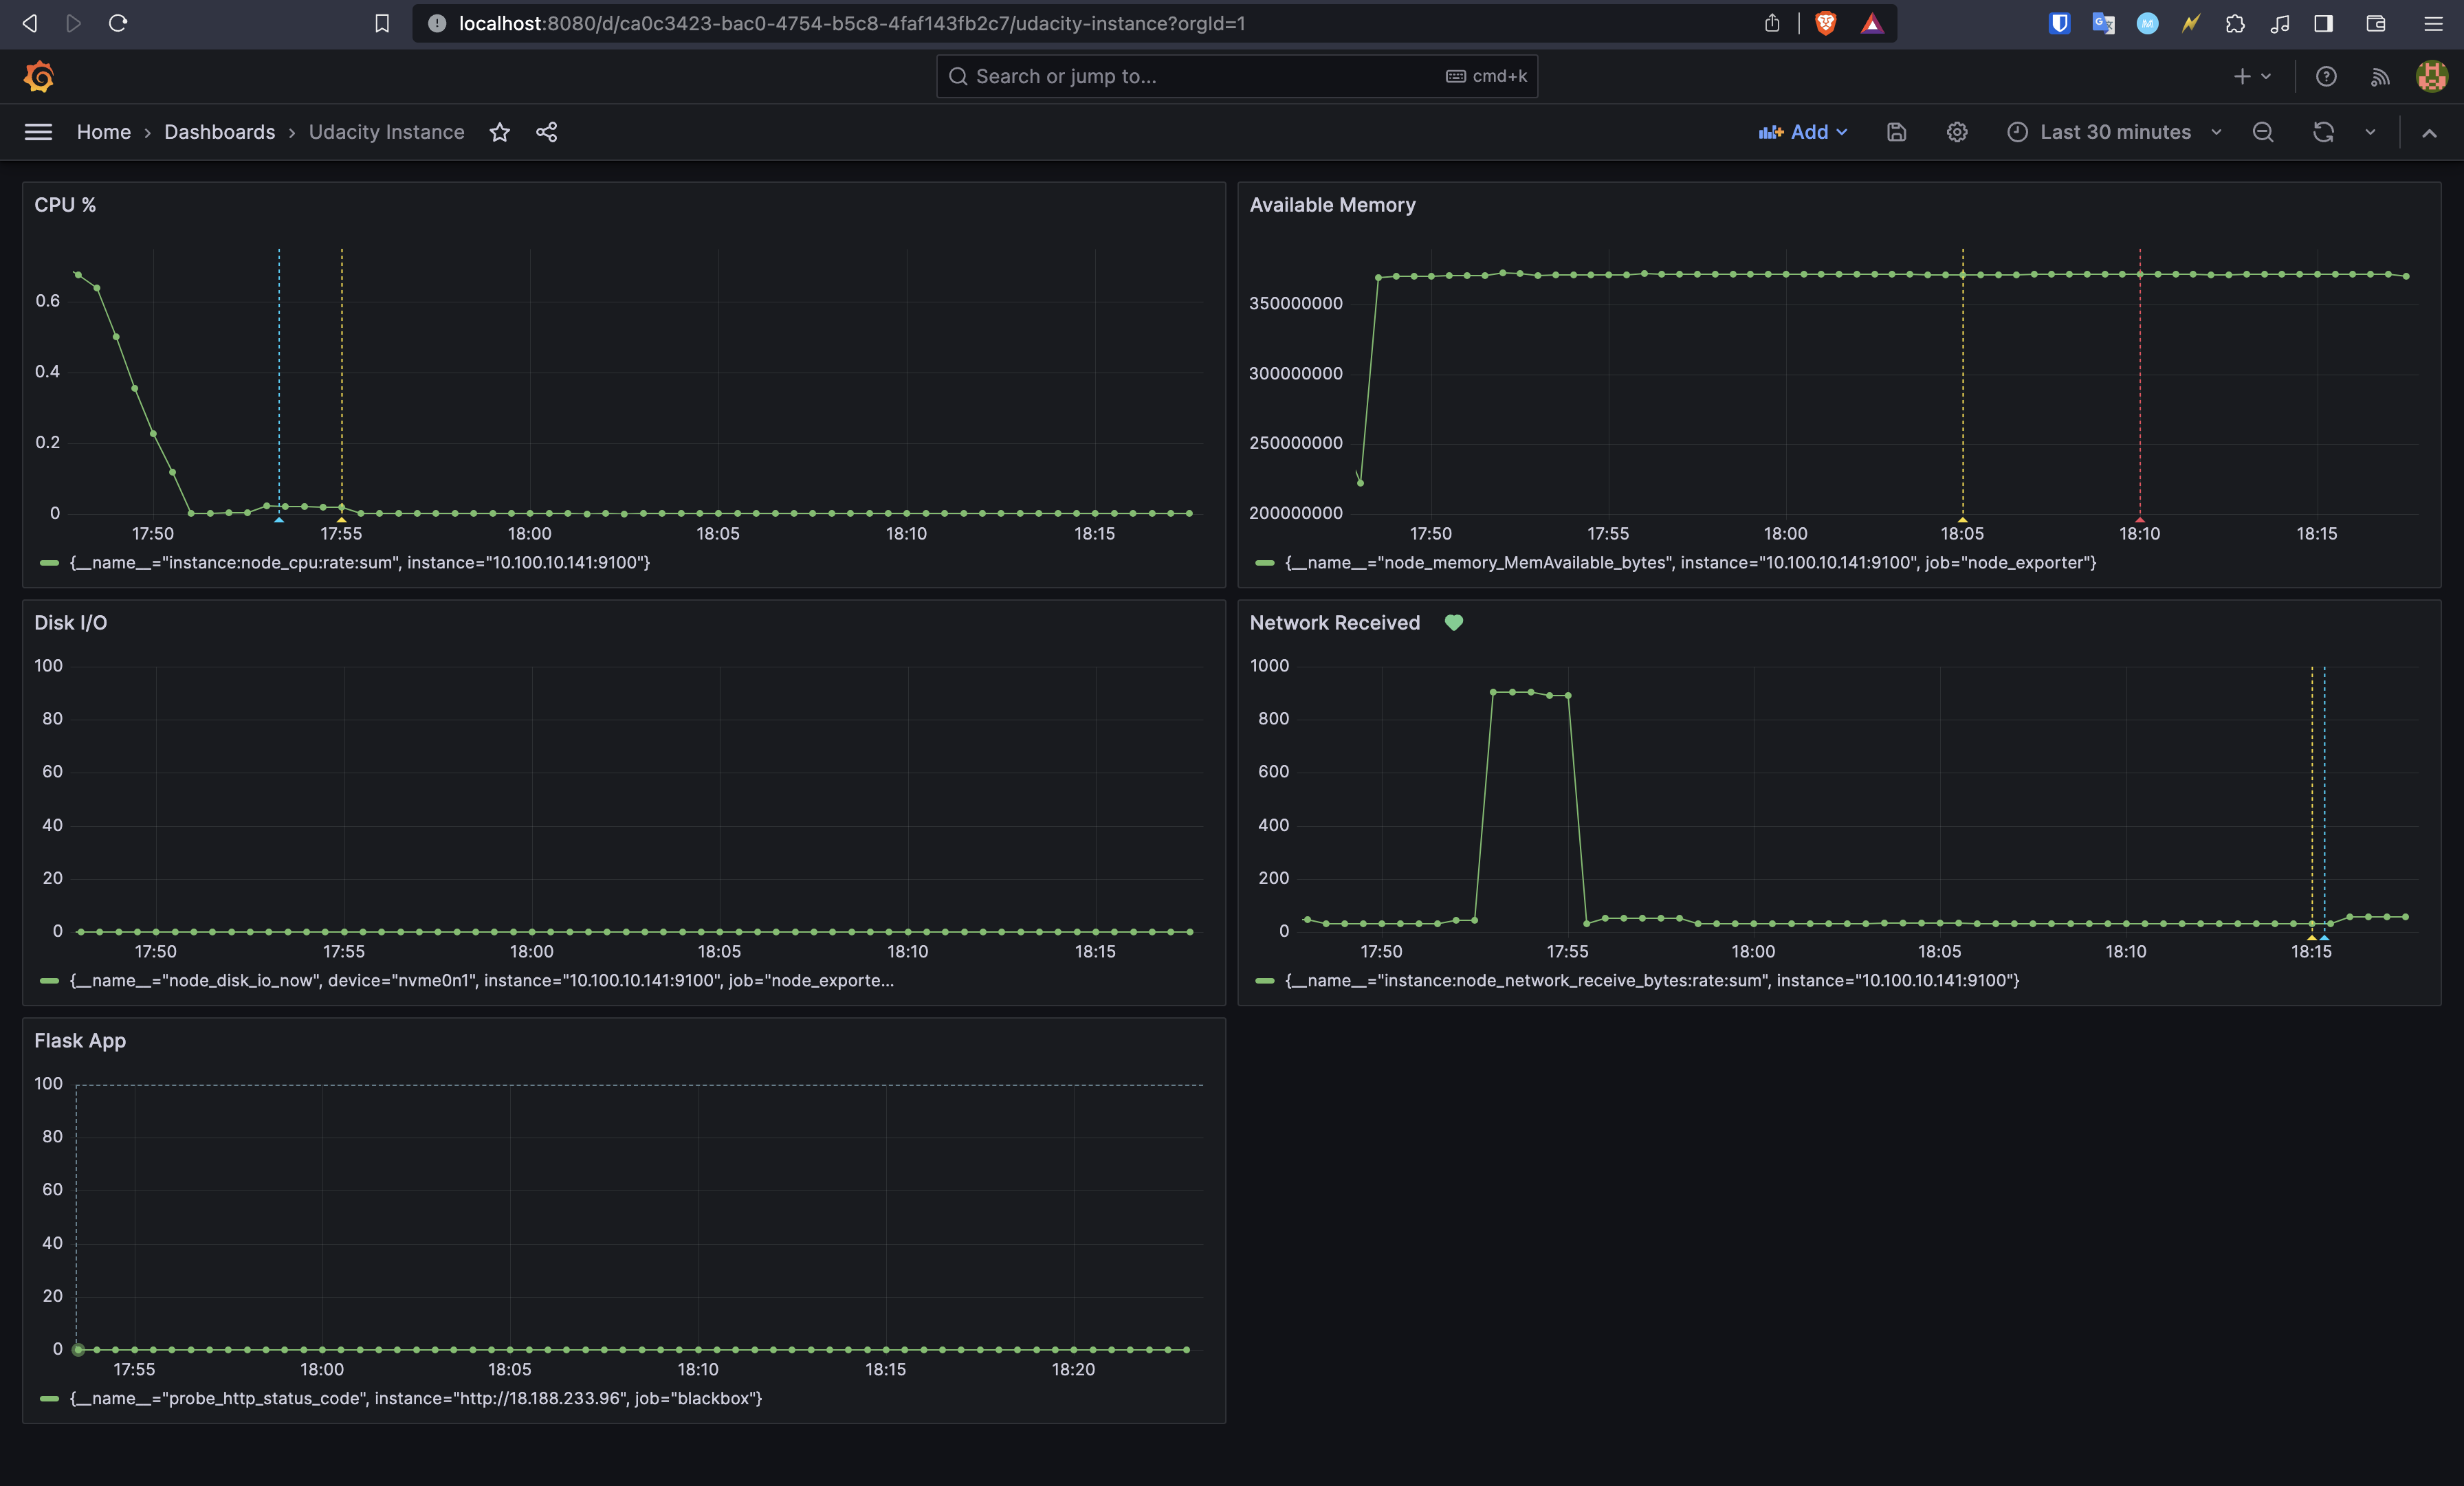 localhost:8080/d/ca0c3423-bac0-4754-b5c8-4faf143fb2c7/udacity-instance?orgId=1
Search or jump to... cmd+k
Home › Dashboards › Udacity Instance Add Last 30 minutes
CPU %
0.6
0.4
0.2
0
17:50 17:55 18:00 18:05 18:10 18:15
{__name__="instance:node_cpu:rate:sum", instance="10.100.10.141:9100"}
Available Memory
350000000
300000000
250000000
200000000
17:50 17:55 18:00 18:05 18:10 18:15
{__name__="node_memory_MemAvailable_bytes", instance="10.100.10.141:9100", job="node_exporter"}
Disk I/O
100
80
60
40
20
0
17:50 17:55 18:00 18:05 18:10 18:15
{__name__="node_disk_io_now", device="nvme0n1", instance="10.100.10.141:9100", job="node_exporte...
Network Received
1000
800
600
400
200
0
17:50 17:55 18:00 18:05 18:10 18:15
{__name__="instance:node_network_receive_bytes:rate:sum", instance="10.100.10.141:9100"}
Flask App
100
80
60
40
20
0
17:55 18:00 18:05 18:10 18:15 18:20
{__name__="probe_http_status_code", instance="http://18.188.233.96", job="blackbox"}